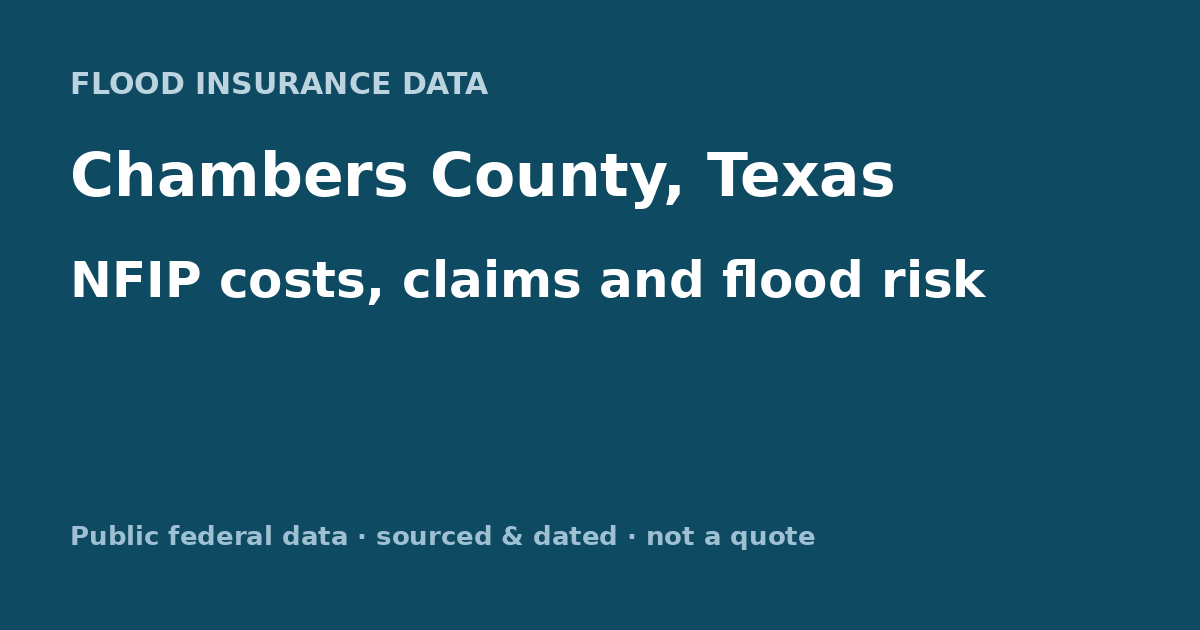 FLOOD INSURANCE DATA
Chambers County, Texas
NFIP costs, claims and flood risk
Public federal data · sourced & dated · not a quote